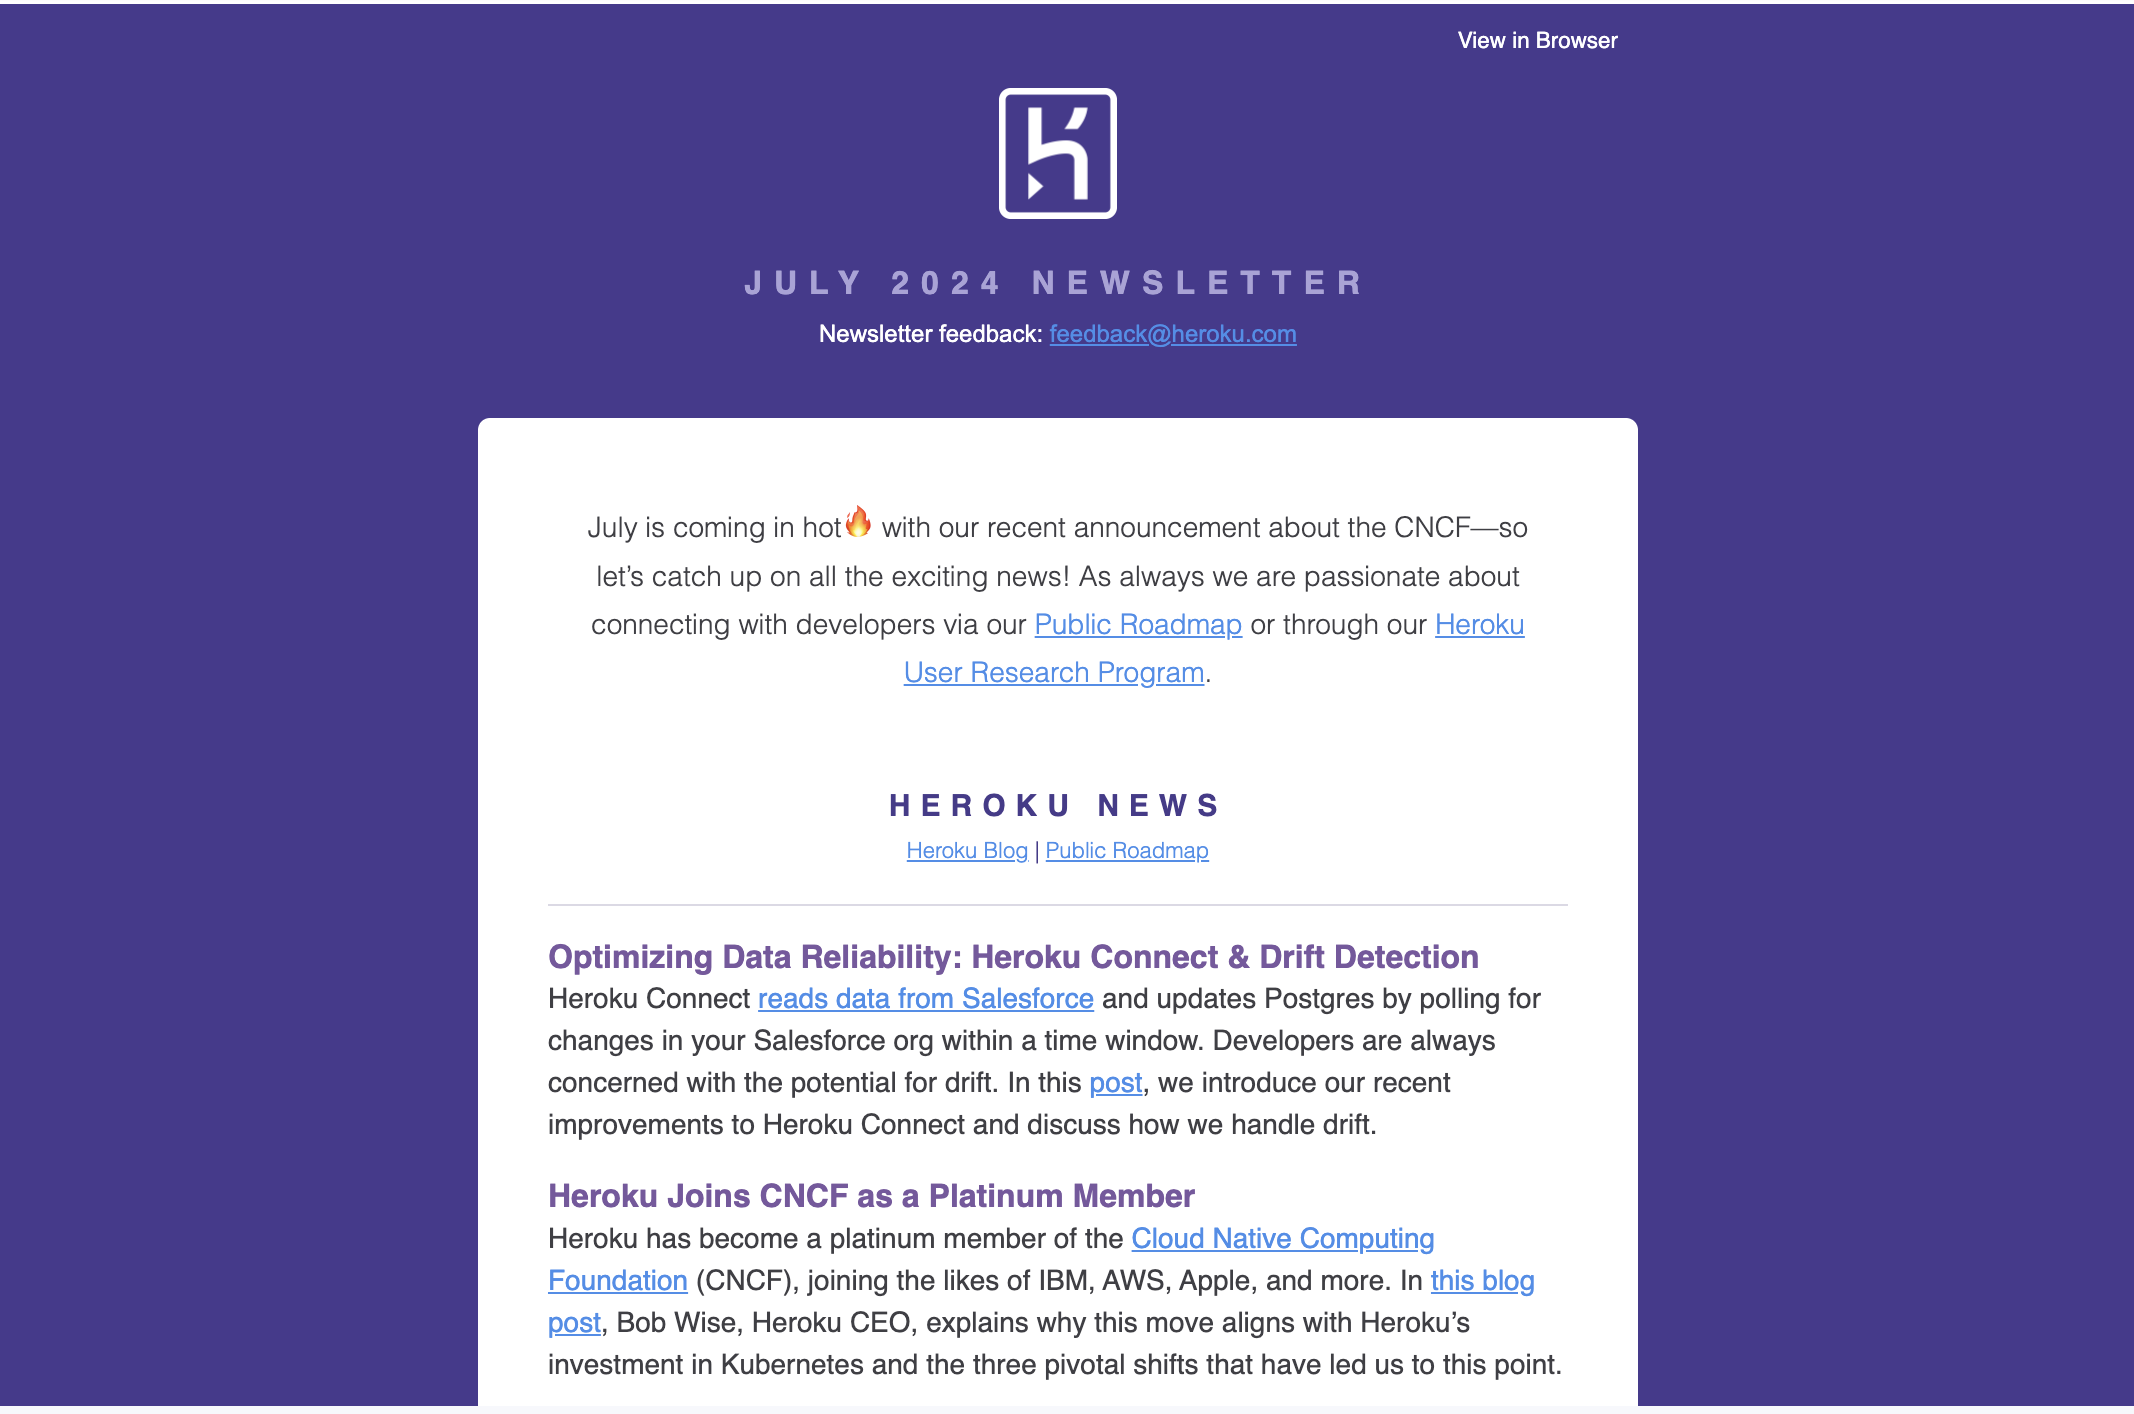 View in Browser
JULY 2024 NEWSLETTER
Newsletter feedback: feedback@heroku.com
July is coming in hot🔥 with our recent announcement about the CNCF—so
let’s catch up on all the exciting news! As always we are passionate about
connecting with developers via our Public Roadmap or through our Heroku
User Research Program.
HEROKU NEWS
Heroku Blog | Public Roadmap
Optimizing Data Reliability: Heroku Connect & Drift Detection
Heroku Connect reads data from Salesforce and updates Postgres by polling for
changes in your Salesforce org within a time window. Developers are always
concerned with the potential for drift. In this post, we introduce our recent
improvements to Heroku Connect and discuss how we handle drift.
Heroku Joins CNCF as a Platinum Member
Heroku has become a platinum member of the Cloud Native Computing
Foundation (CNCF), joining the likes of IBM, AWS, Apple, and more. In this blog
post, Bob Wise, Heroku CEO, explains why this move aligns with Heroku’s
investment in Kubernetes and the three pivotal shifts that have led us to this point.